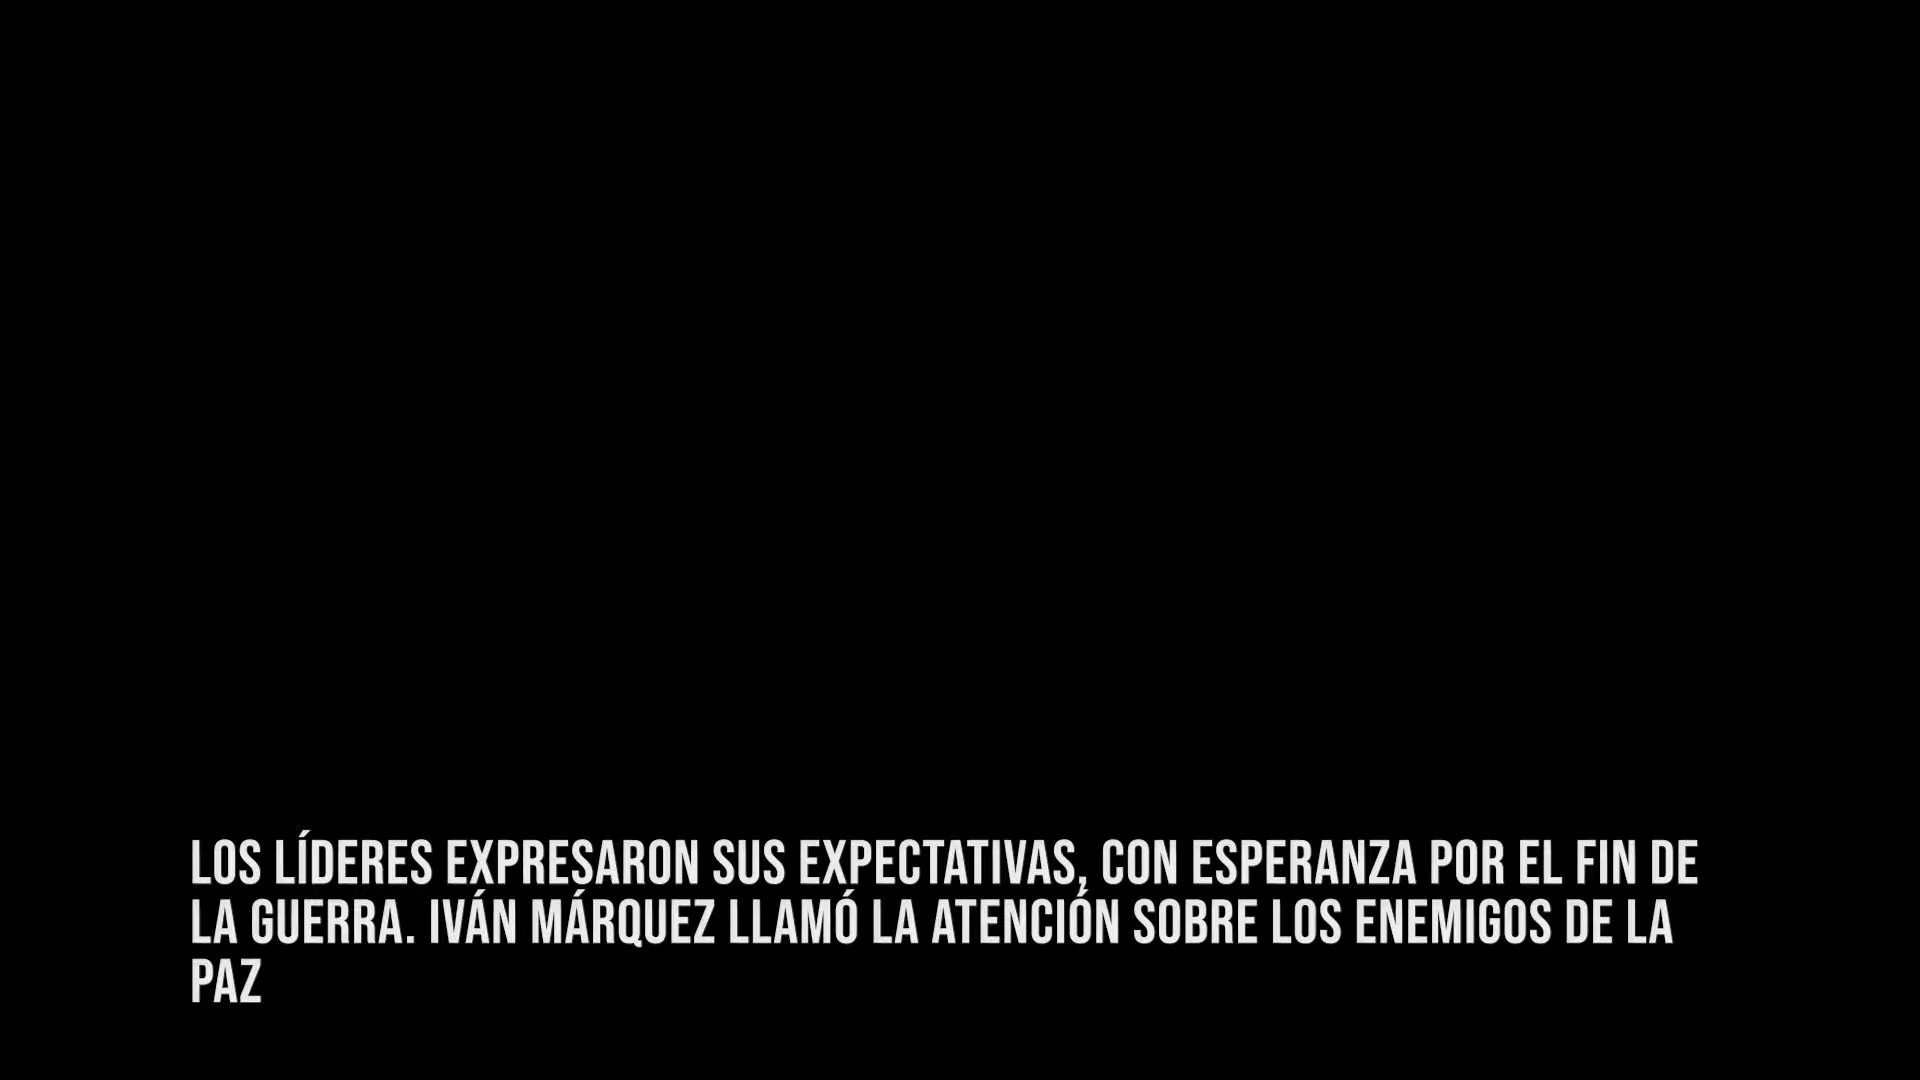 LOS LÍDERES EXPRESARON SUS EXPECTATIVAS, CON ESPERANZA POR EL FIN DE
LA GUERRA. IVÁN MÁRQUEZ LLAMÓ LA ATENCIÓN SOBRE LOS ENEMIGOS DE LA
PAZ